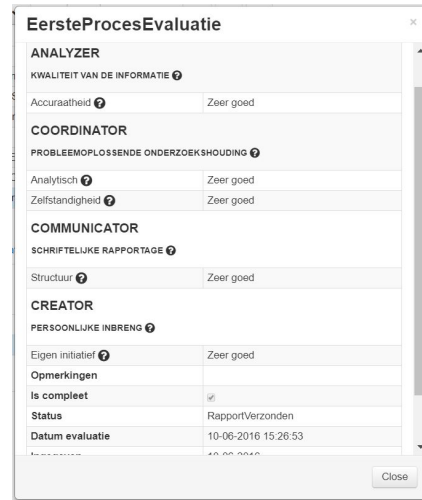 EersteProcesEvaluatie ×
ANALYZER
KWALITEIT VAN DE INFORMATIE ?
Accuraatheid ? Zeer goed
COORDINATOR
PROBLEEMOPLOSSENDE ONDERZOEKSHOUDING ?
Analytisch ? Zeer goed
Zelfstandigheid ? Zeer goed
COMMUNICATOR
SCHRIFTELIJKE RAPPORTAGE ?
Structuur ? Zeer goed
CREATOR
PERSOONLIJKE INBRENG ?
Eigen initiatief ? Zeer goed
Opmerkingen
Is compleet
Status RapportVerzonden
Datum evaluatie 10-06-2016 15:26:53
Close